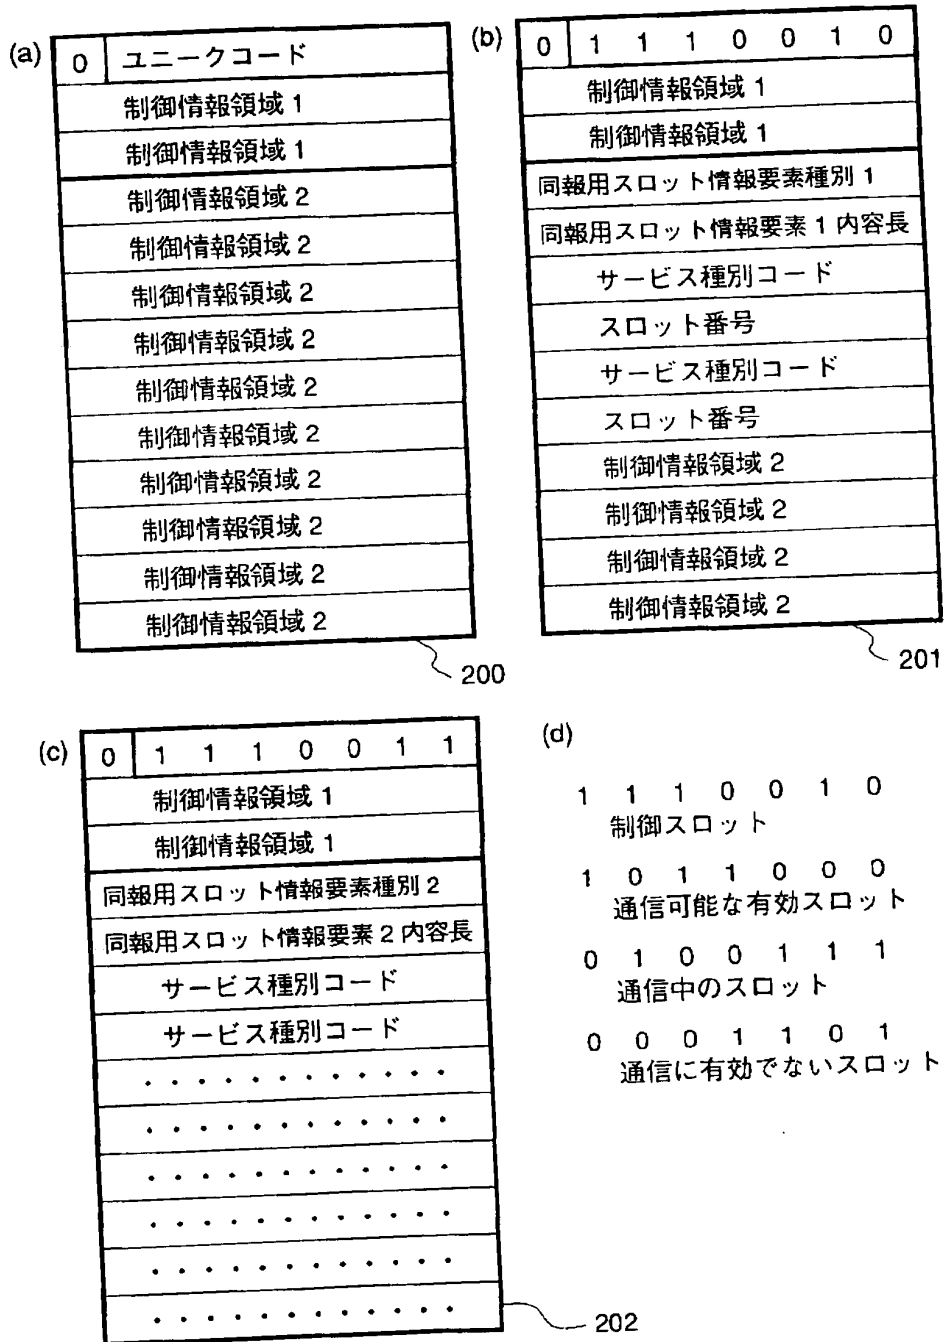 (a)
0 ユニークコード
制御情報領域 1
制御情報領域 1
制御情報領域 2
制御情報領域 2
制御情報領域 2
制御情報領域 2
制御情報領域 2
制御情報領域 2
制御情報領域 2
制御情報領域 2
制御情報領域 2
制御情報領域 2
200
(b)
0 1 1 1 0 0 1 0
制御情報領域 1
制御情報領域 1
同報用スロット情報要素種別 1
同報用スロット情報要素 1 内容長
サービス種別コード
スロット番号
サービス種別コード
スロット番号
制御情報領域 2
制御情報領域 2
制御情報領域 2
制御情報領域 2
201
(c)
0 1 1 1 0 0 1 1
制御情報領域 1
制御情報領域 1
同報用スロット情報要素種別 2
同報用スロット情報要素 2 内容長
サービス種別コード
サービス種別コード
・・・・・・・・・・・・
・・・・・・・・・・・・
・・・・・・・・・・・・
・・・・・・・・・・・・
・・・・・・・・・・・・
・・・・・・・・・・・・
202
(d)
1 1 1 0 0 1 0
制御スロット
1 0 1 1 0 0 0
通信可能な有効スロット
0 1 0 0 1 1 1
通信中のスロット
0 0 0 1 1 0 1
通信に有効でないスロット